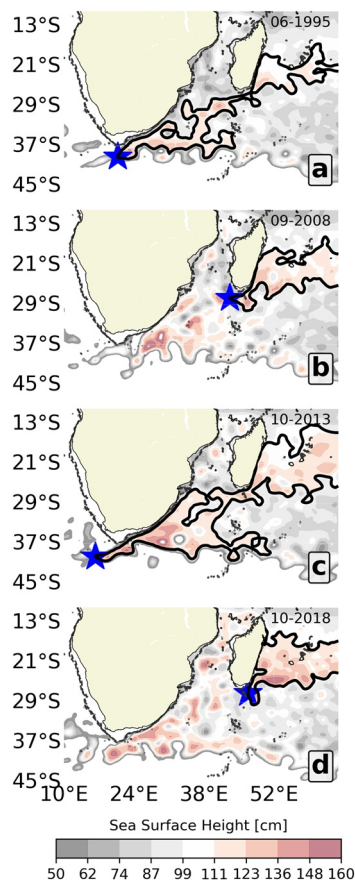 13°S
06-1995
21°S
29°S
37°S
a
45°S
13°S
09-2008
21°S
29°S
37°S
b
45°S
13°S
10-2013
21°S
29°S
37°S
c
45°S
13°S
10-2018
21°S
29°S
37°S
d
45°S
10°E 24°E 38°E 52°E
Sea Surface Height [cm]
50 62 74 87 99 111 123 136 148 160